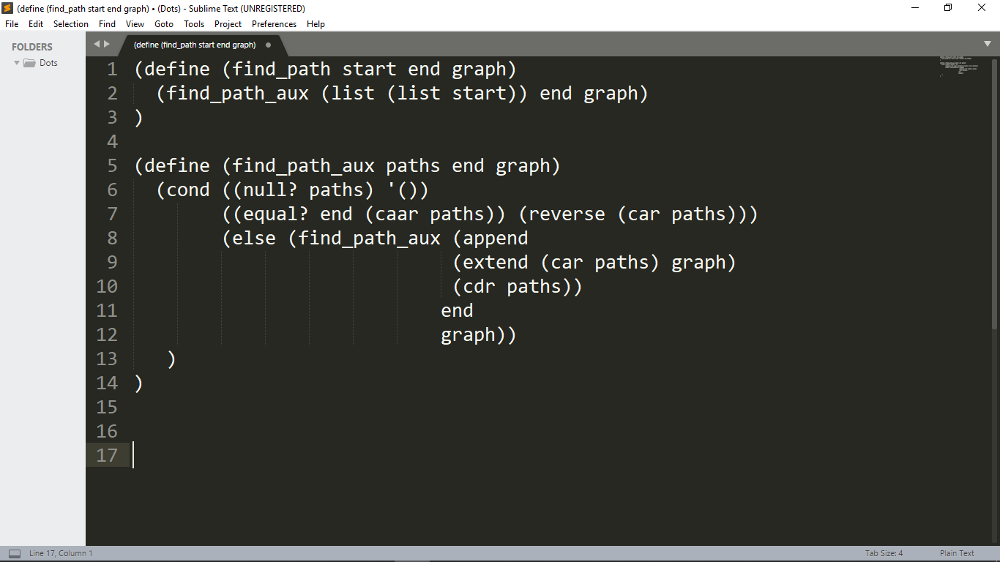 (define (find_path start end graph) • (Dots) - Sublime Text (UNREGISTERED)
File Edit Selection Find View Goto Tools Project Preferences Help
FOLDERS
Dots
(define (find_path start end graph)
1 (define (find_path start end graph)
2 (find_path_aux (list (list start)) end graph)
3 )
4
5 (define (find_path_aux paths end graph)
6 (cond ((null? paths) '())
7 ((equal? end (caar paths)) (reverse (car paths)))
8 (else (find_path_aux (append
9 (extend (car paths) graph)
10 (cdr paths))
11 end
12 graph))
13 )
14 )
15
16
17
Line 17, Column 1
Tab Size: 4
Plain Text